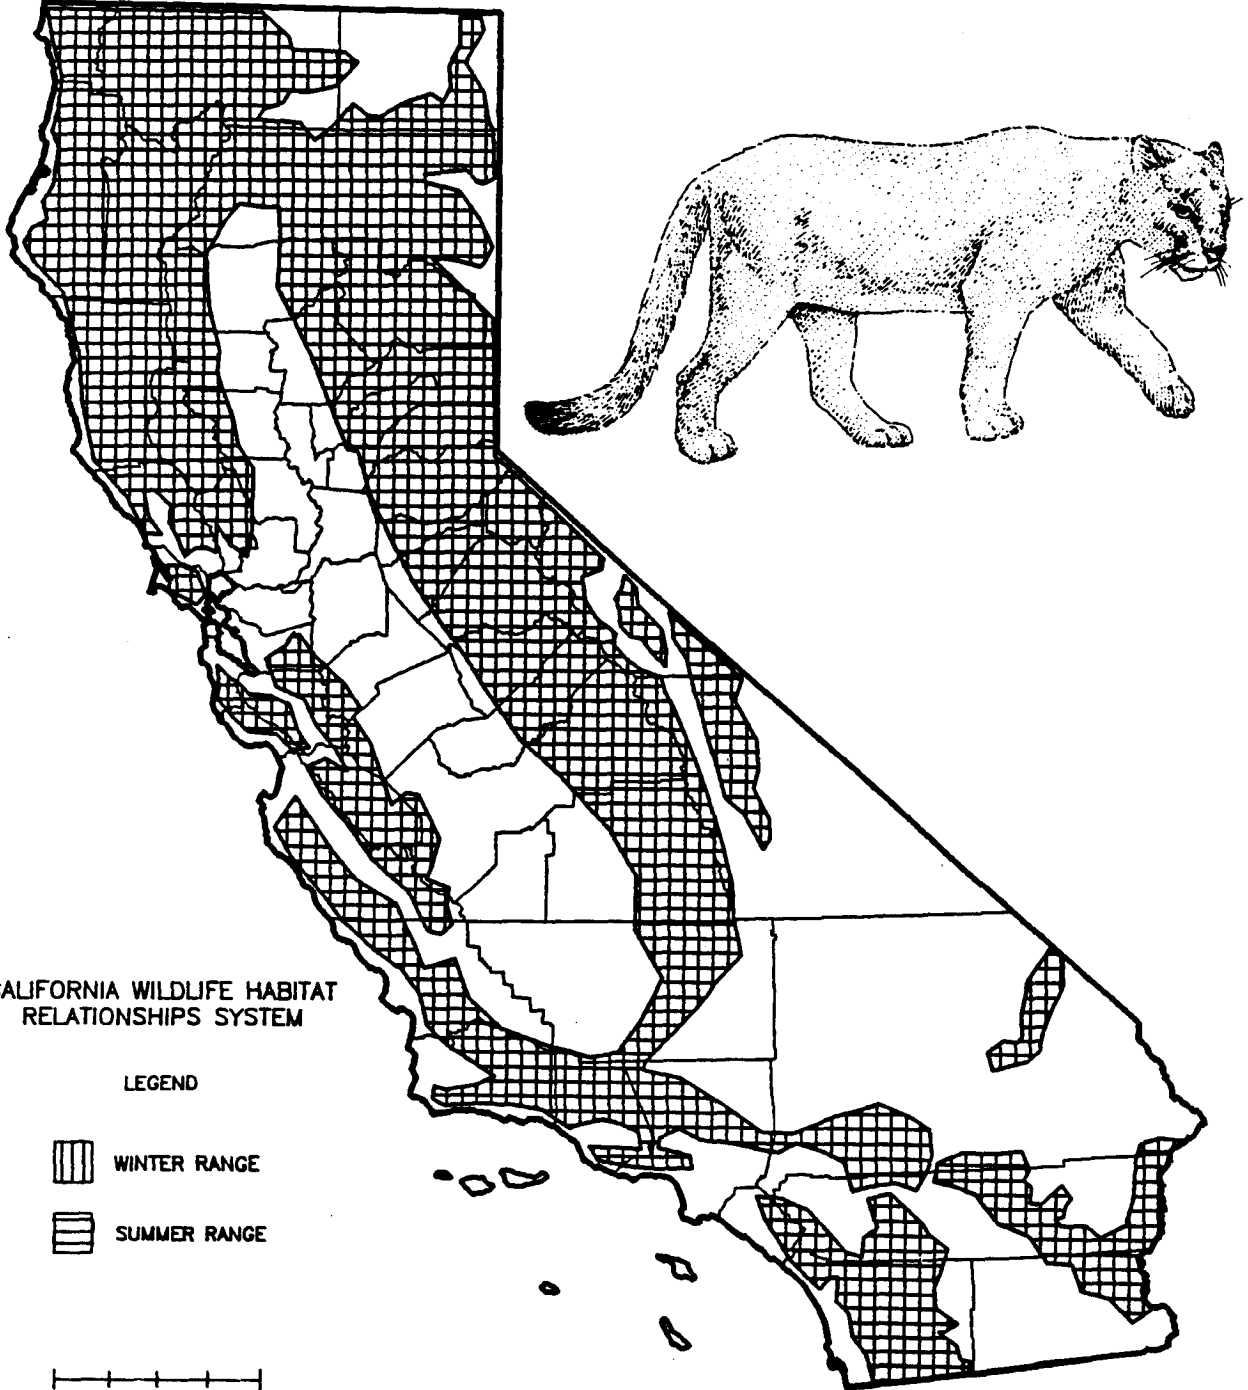 ALIFORNIA WILDLIFE HABITAT
RELATIONSHIPS SYSTEM
LEGEND
WINTER RANGE
SUMMER RANGE